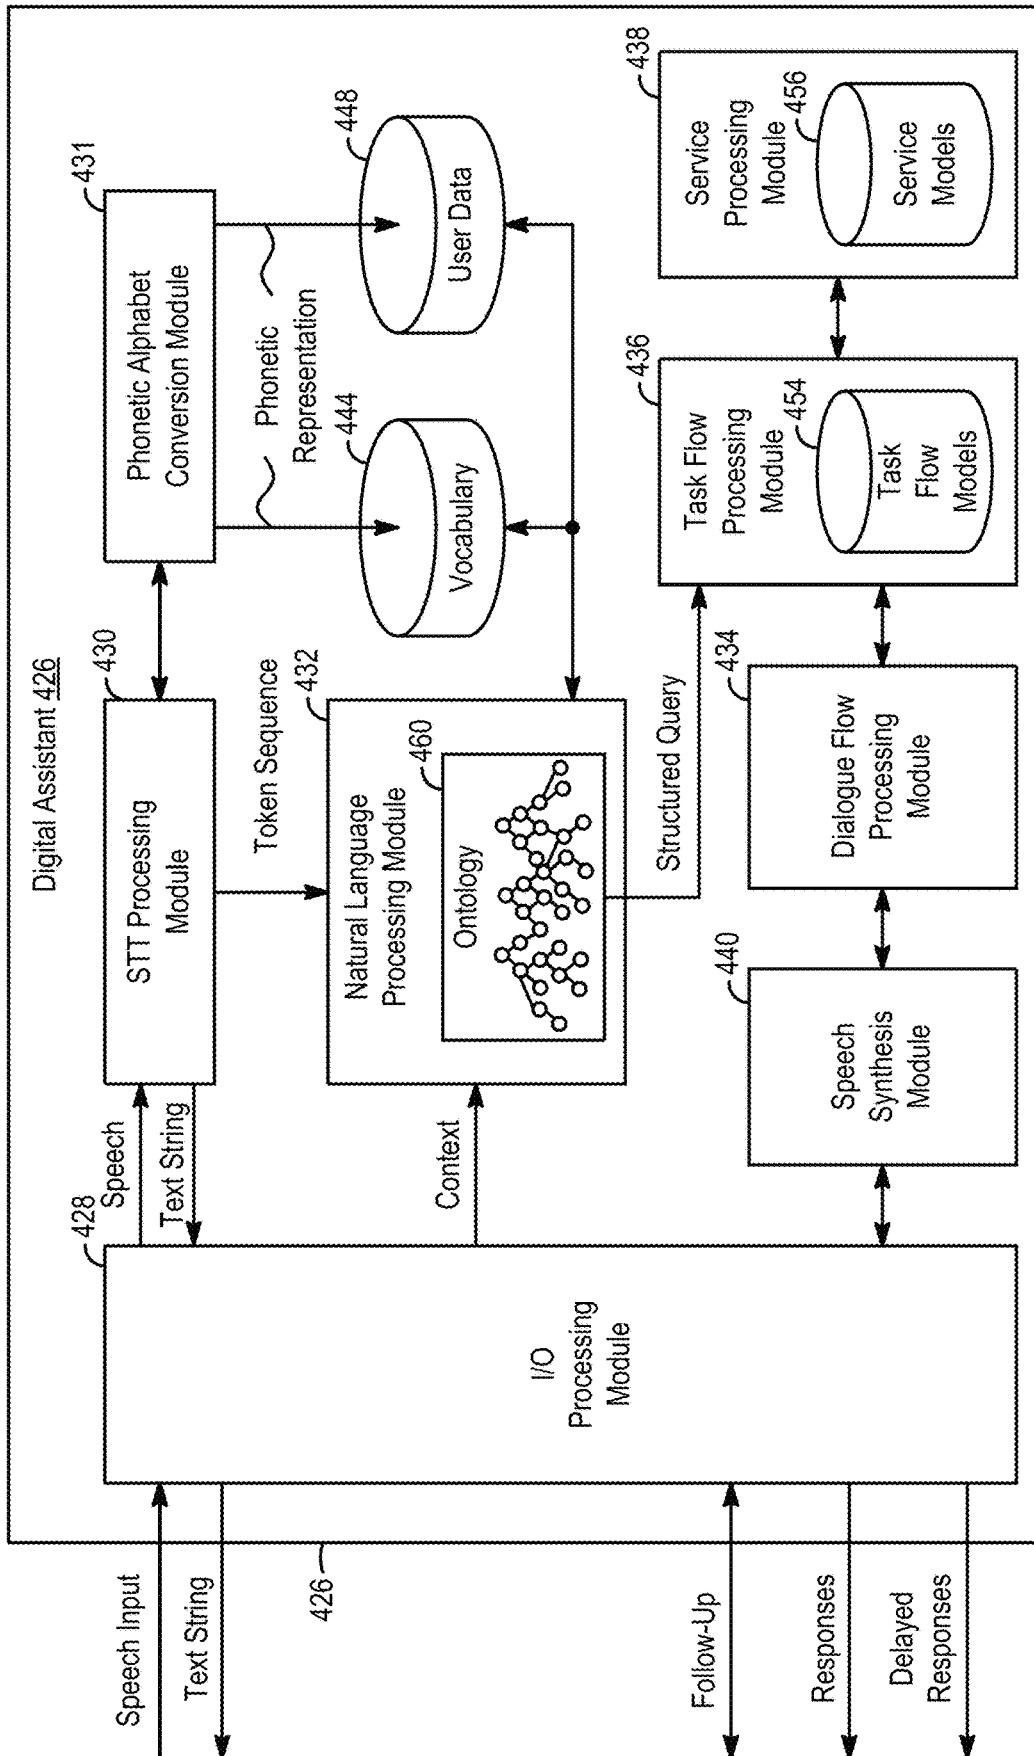 Digital Assistant 426
Speech Input
Text String
426
428
Speech
Text String
STT Processing
Module
430
Phonetic Alphabet
Conversion Module
431
Token Sequence
Phonetic
Representation
I/O
Processing
Module
Context
Natural Language
Processing Module
432
Ontology
460
444
Vocabulary
448
User Data
Structured Query
Follow-Up
Responses
Delayed
Responses
440
Speech
Synthesis
Module
434
Dialogue Flow
Processing
Module
436
Task Flow
Processing
Module
454
Task
Flow
Models
438
Service
Processing
Module
456
Service
Models